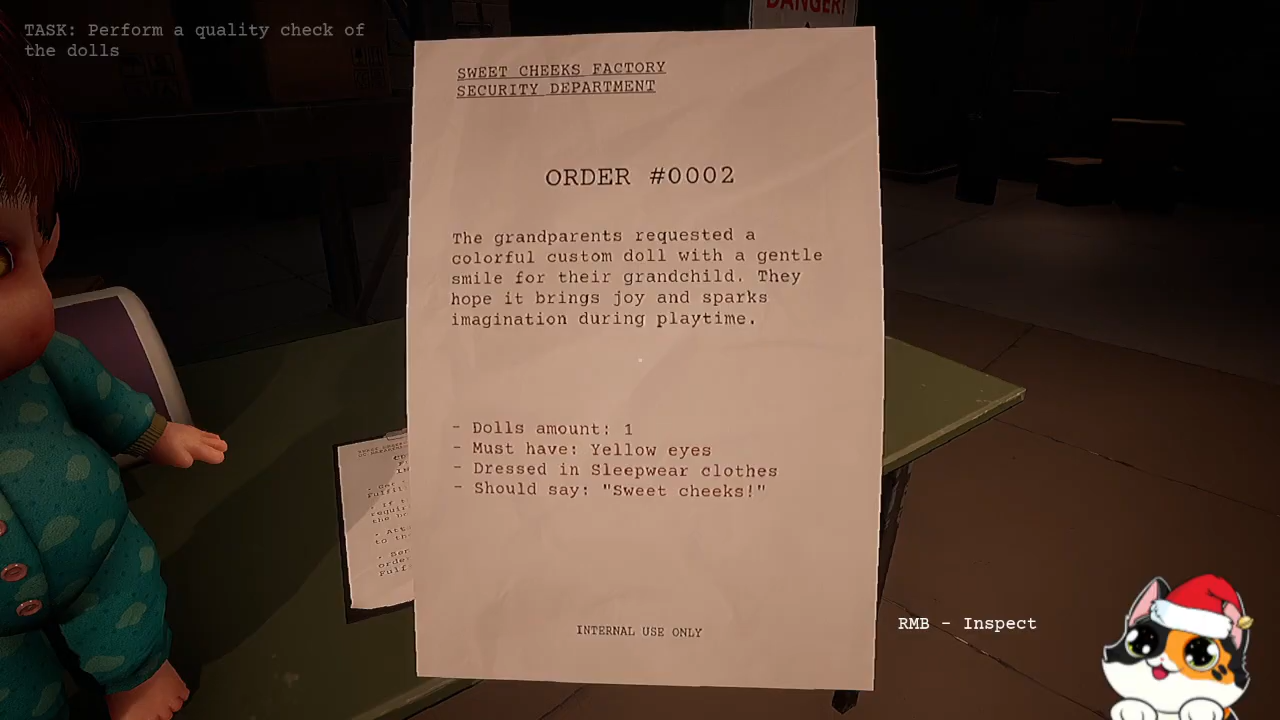 TASK: Perform a quality check of
the dolls
DANGER!
SWEET CHEEKS FACTORY
SECURITY DEPARTMENT
ORDER #0002
The grandparents requested a
colorful custom doll with a gentle
smile for their grandchild. They
hope it brings joy and sparks
imagination during playtime.
- Dolls amount: 1
- Must have: Yellow eyes
- Dressed in Sleepwear clothes
- Should say: "Sweet cheeks!"
INTERNAL USE ONLY
RMB - Inspect